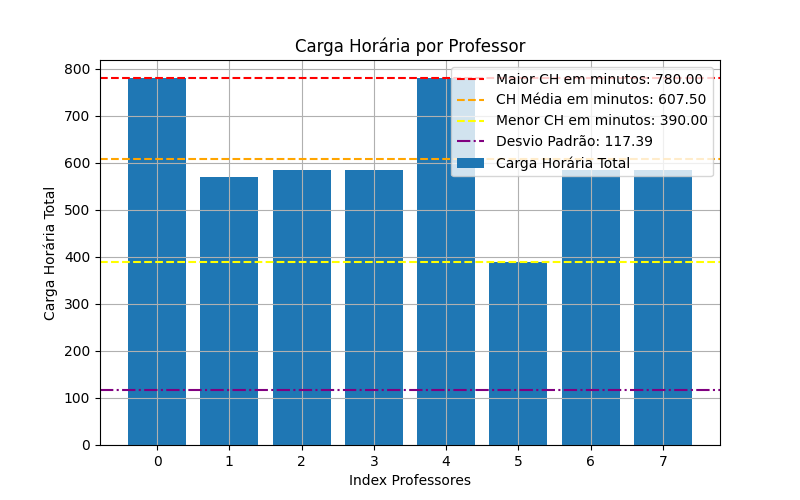 Carga Horária por Professor
800
700
600
500
400
300
200
100
0
Carga Horária Total
Maior CH em minutos: 780.00
CH Média em minutos: 607.50
Menor CH em minutos: 390.00
Desvio Padrão: 117.39
Carga Horária Total
0 1 2 3 4 5 6 7
Index Professores